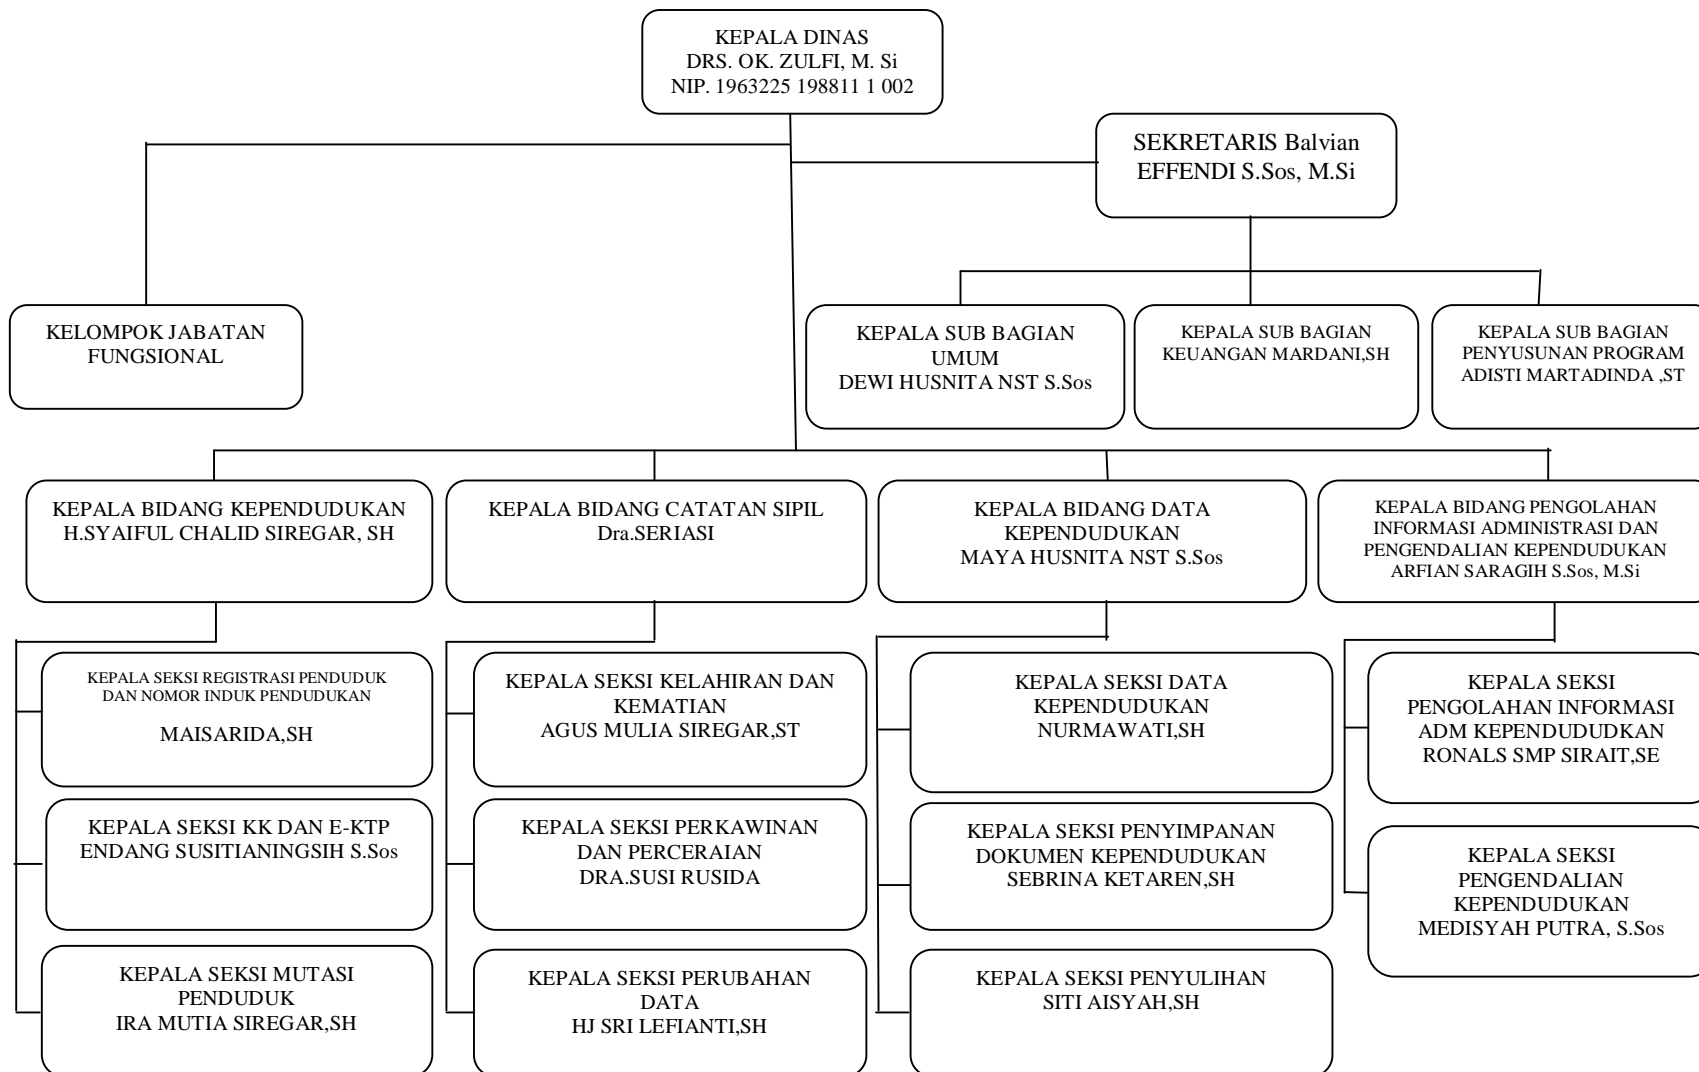 KEPALA DINAS
DRS. OK. ZULFI, M. Si
NIP. 1963225 198811 1 002
SEKRETARIS Balvian
EFFENDI S.Sos, M.Si
KELOMPOK JABATAN
FUNGSIONAL
KEPALA SUB BAGIAN
UMUM
DEWI HUSNITA NST S.Sos
KEPALA SUB BAGIAN
KEUANGAN MARDANI,SH
KEPALA SUB BAGIAN
PENYUSUNAN PROGRAM
ADISTI MARTADINDA ,ST
KEPALA BIDANG KEPENDUDUKAN
H.SYAIFUL CHALID SIREGAR, SH
KEPALA BIDANG CATATAN SIPIL
Dra.SERIASI
KEPALA BIDANG DATA
KEPENDUDUKAN
MAYA HUSNITA NST S.Sos
KEPALA BIDANG PENGOLAHAN
INFORMASI ADMINISTRASI DAN
PENGENDALIAN KEPENDUDUKAN
ARFIAN SARAGIH S.Sos, M.Si
KEPALA SEKSI REGISTRASI PENDUDUK
DAN NOMOR INDUK PENDUDUKAN
MAISARIDA,SH
KEPALA SEKSI KELAHIRAN DAN
KEMATIAN
AGUS MULIA SIREGAR,ST
KEPALA SEKSI DATA
KEPENDUDUKAN
NURMAWATI,SH
KEPALA SEKSI
PENGOLAHAN INFORMASI
ADM KEPENDUDUDKAN
RONALS SMP SIRAIT,SE
KEPALA SEKSI KK DAN E-KTP
ENDANG SUSITIANINGSIH S.Sos
KEPALA SEKSI PERKAWINAN
DAN PERCERAIAN
DRA.SUSI RUSIDA
KEPALA SEKSI PENYIMPANAN
DOKUMEN KEPENDUDUKAN
SEBRINA KETAREN,SH
KEPALA SEKSI
PENGENDALIAN
KEPENDUDUKAN
MEDISYAH PUTRA, S.Sos
KEPALA SEKSI MUTASI
PENDUDUK
IRA MUTIA SIREGAR,SH
KEPALA SEKSI PERUBAHAN
DATA
HJ SRI LEFIANTI,SH
KEPALA SEKSI PENYULIHAN
SITI AISYAH,SH